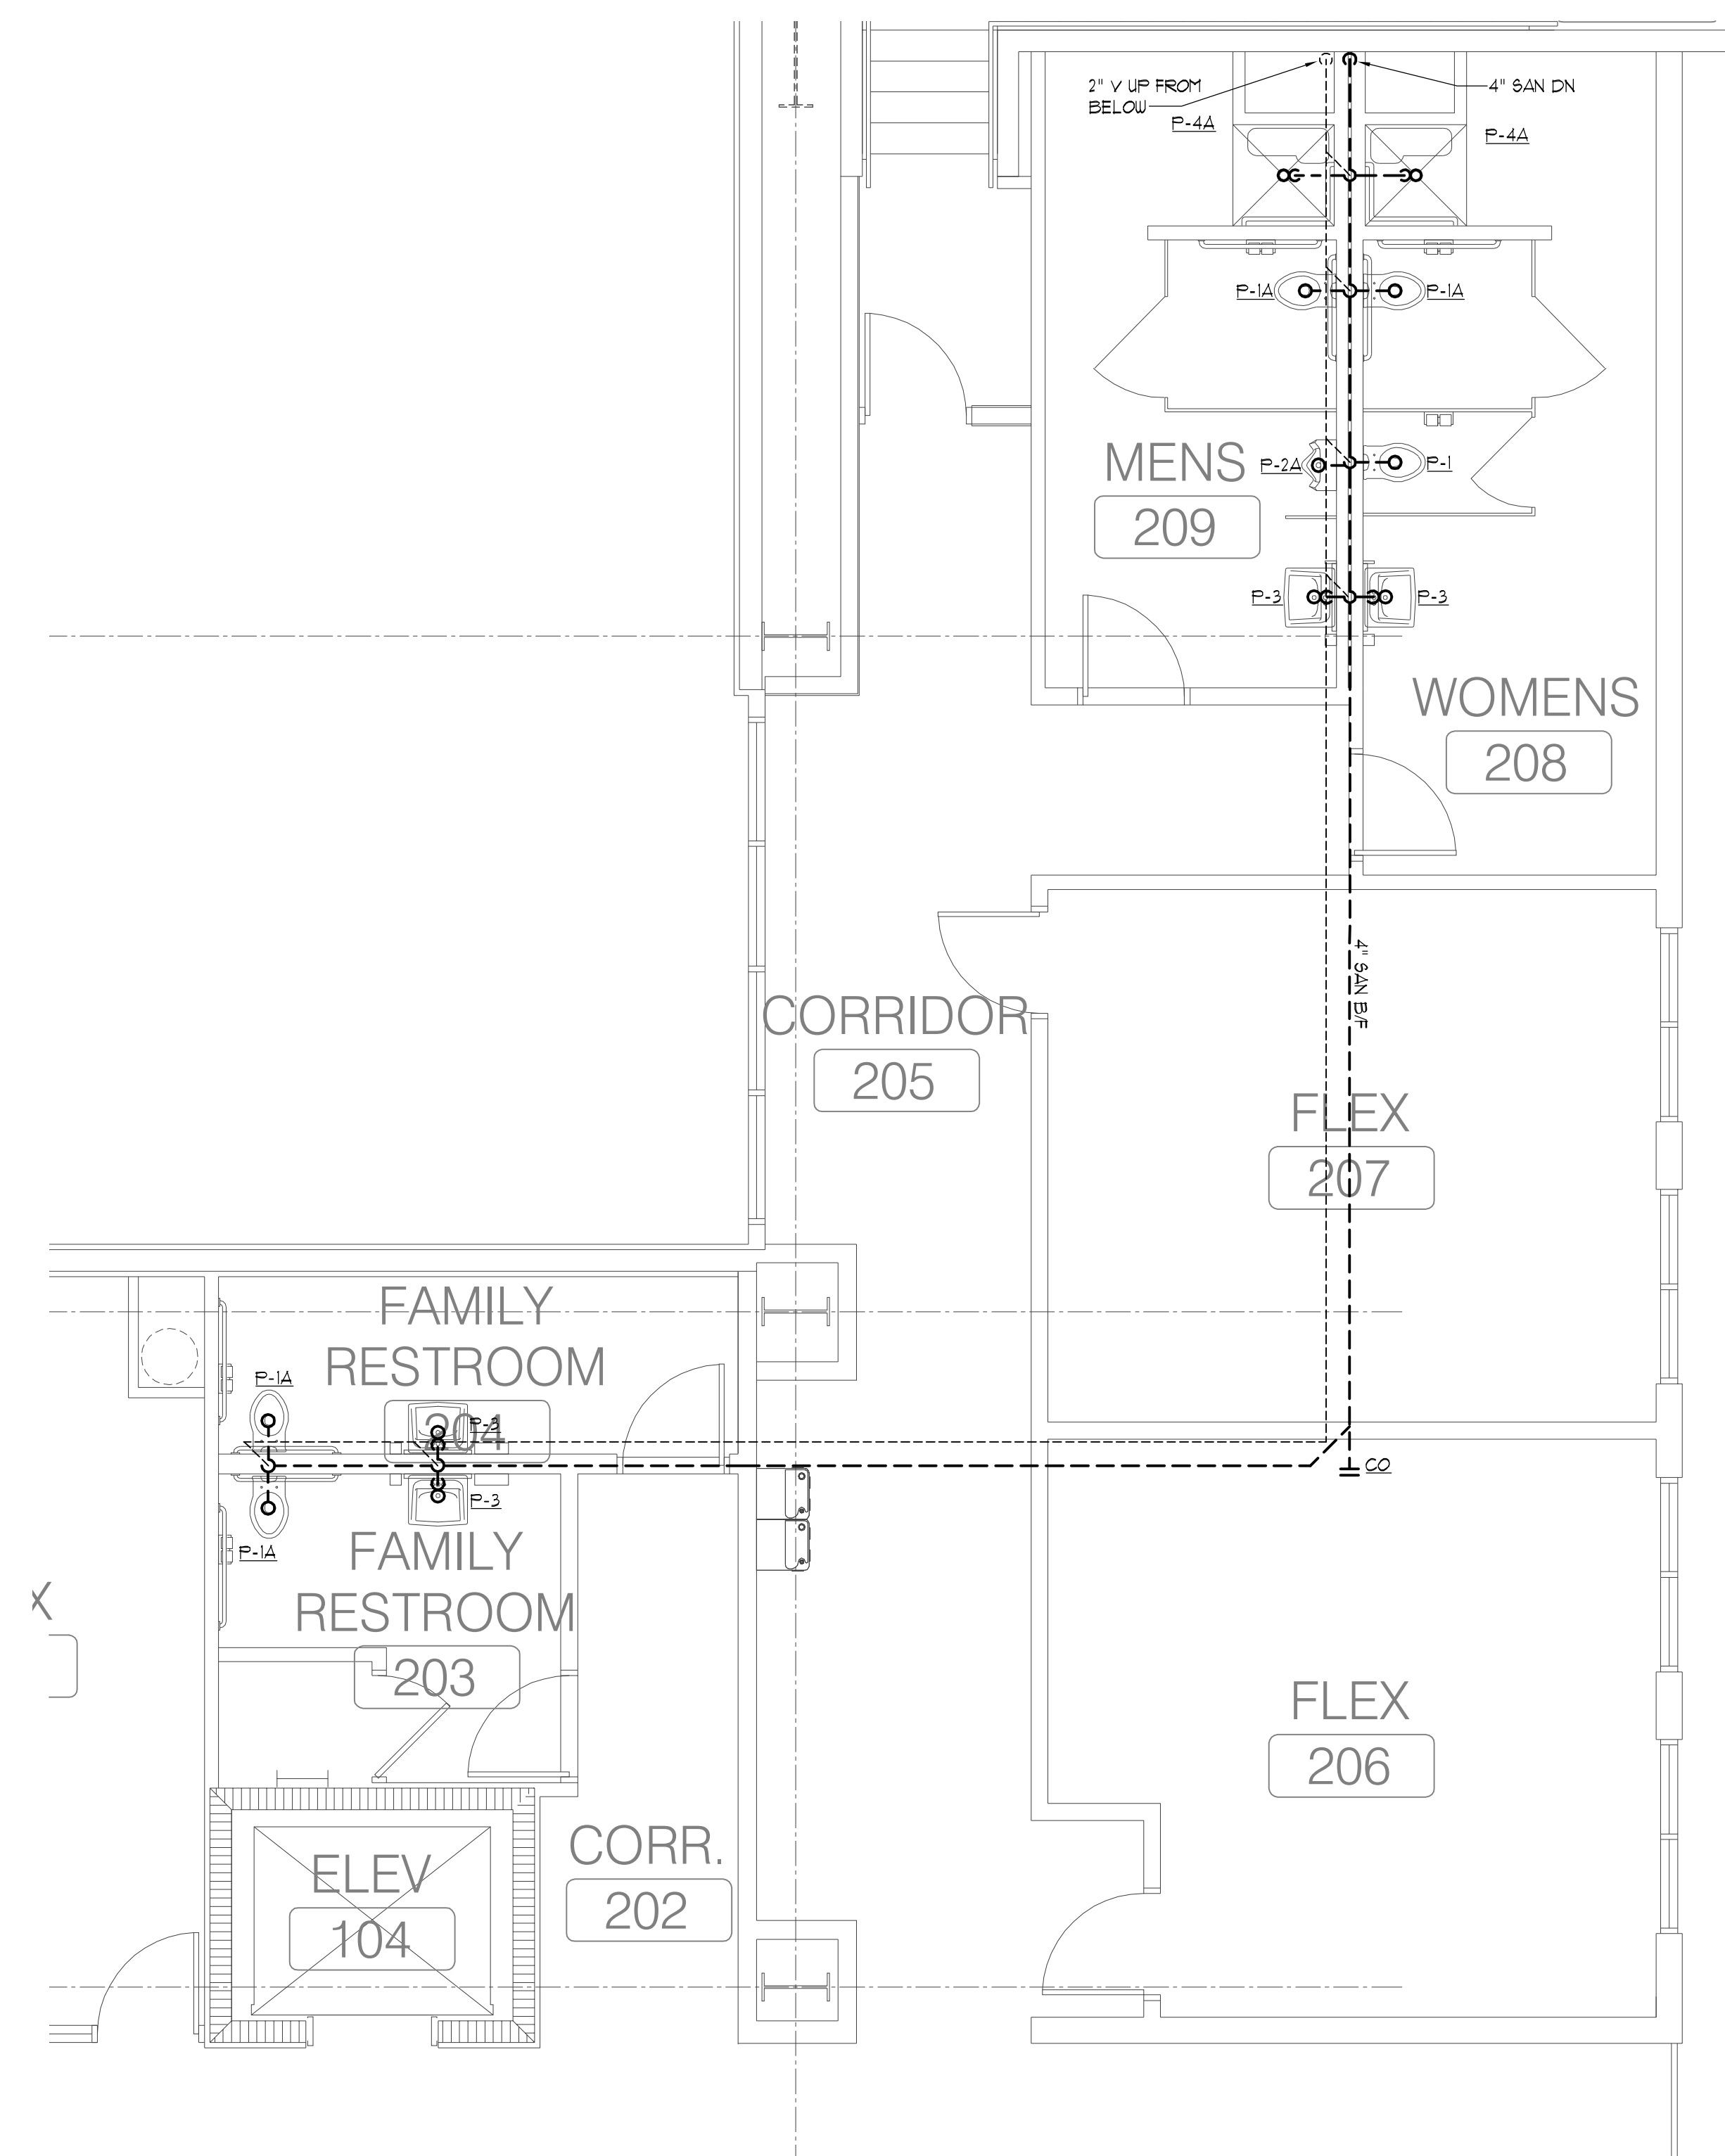 2" V UP FROM
BELOW
4" SAN DN
P-4A
P-4A
P-1A
P-1A
MENS
209
P-2A
P-1
P-3
P-3
WOMENS
208
4" SAN B/F
CORRIDOR
205
FLEX
207
FAMILY
RESTROOM
204
P-1A
P-3
CO
P-3
P-1A
FAMILY
RESTROOM
203
X
FLEX
206
CORR.
202
ELEV
104